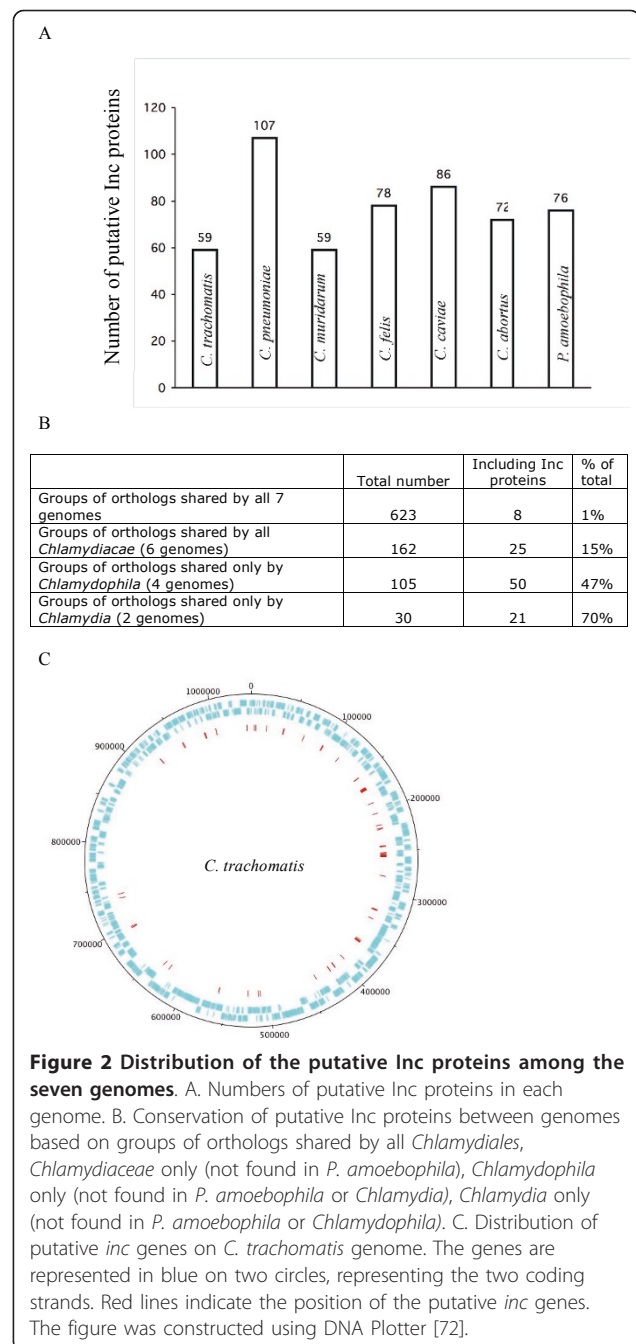 A
Number of putative Inc proteins
120
100
80
60
40
20
0
59
107
59
78
86
72
76
C. trachomatis
C. pneumoniae
C. muridarum
C. felis
C. caviae
C. abortus
P. amoebophila
B
Total number
Including Inc
proteins
% of
total
Groups of orthologs shared by all 7
genomes
623
8
1%
Groups of orthologs shared by all
Chlamydiacae (6 genomes)
162
25
15%
Groups of orthologs shared only by
Chlamydophila (4 genomes)
105
50
47%
Groups of orthologs shared only by
Chlamydia (2 genomes)
30
21
70%
C
0
100000
200000
300000
400000
500000
600000
700000
800000
900000
1000000
C. trachomatis
Figure 2 Distribution of the putative Inc proteins among the
seven genomes. A. Numbers of putative Inc proteins in each
genome. B. Conservation of putative Inc proteins between genomes
based on groups of orthologs shared by all Chlamydiales,
Chlamydiaceae only (not found in P. amoebophila), Chlamydophila
only (not found in P. amoebophila or Chlamydia), Chlamydia only
(not found in P. amoebophila or Chlamydophila). C. Distribution of
putative inc genes on C. trachomatis genome. The genes are
represented in blue on two circles, representing the two coding
strands. Red lines indicate the position of the putative inc genes.
The figure was constructed using DNA Plotter [72].